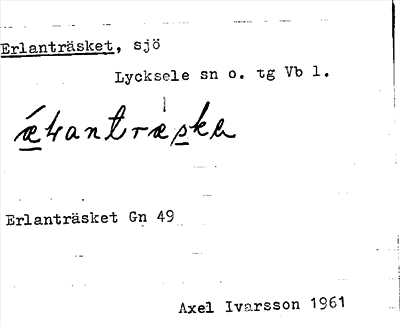 Erlanträsket, sjö
Lycksele sn o. tg Vb l.
Erlanträsket Gn 49
Axel Ivarsson 1961